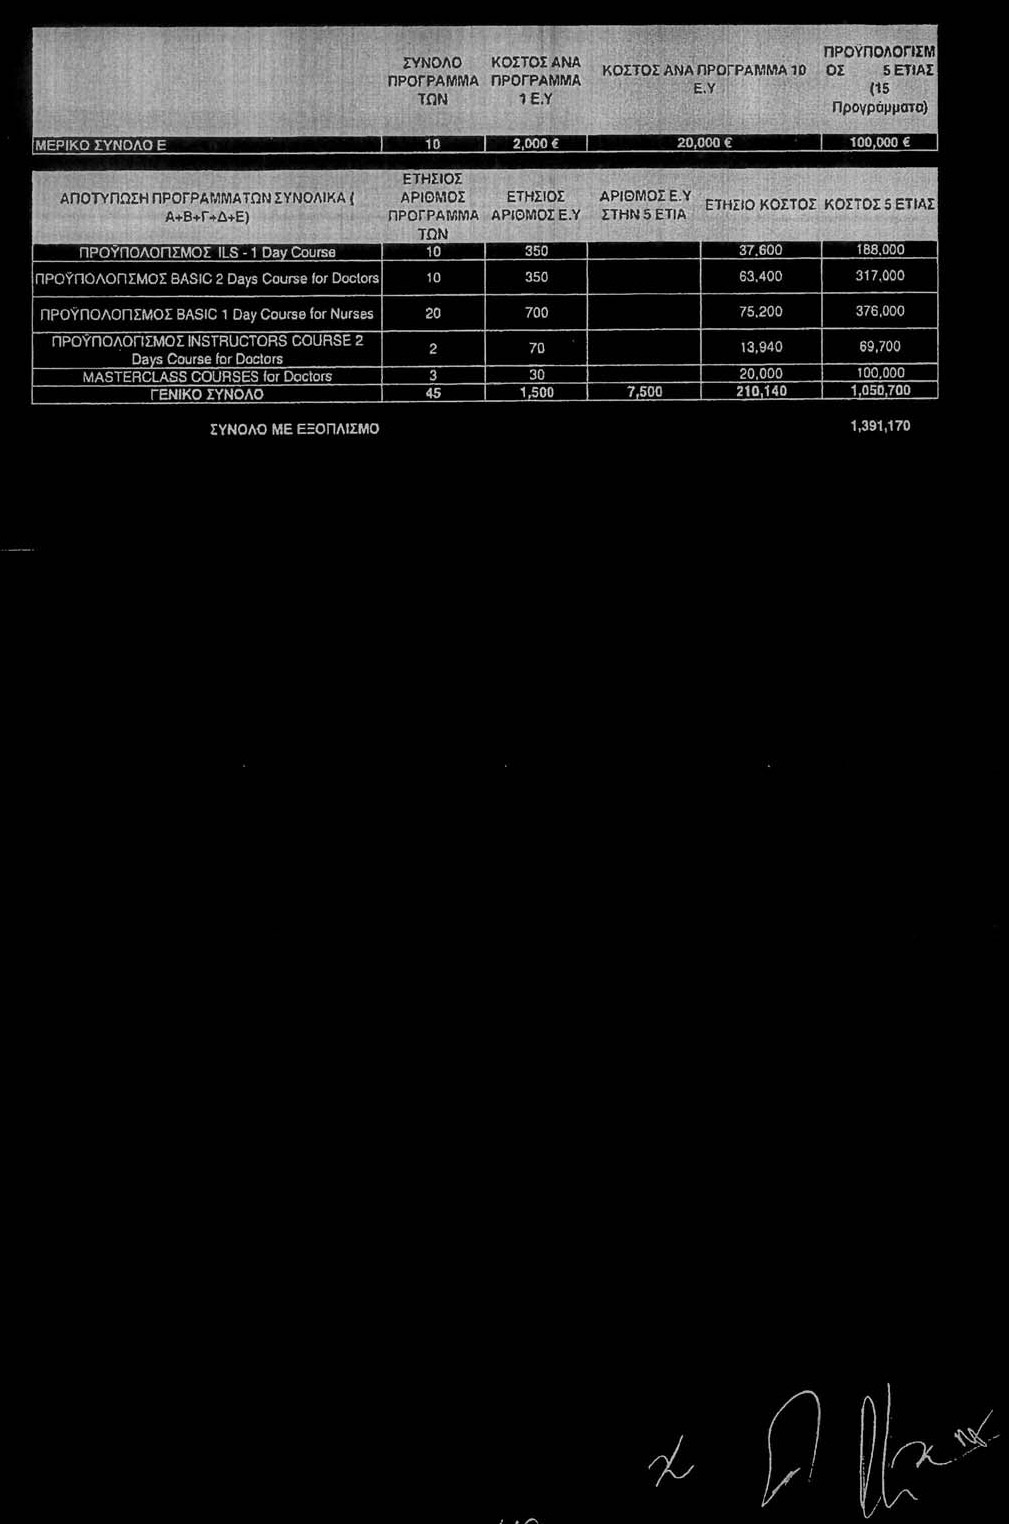 ΣΥΝΟΛΟ ΠΡΟΓΡΑΜΜΑ ΤΩΝ
ΚΟΣΤΟΣ ΑΝΑ ΠΡΟΓΡΑΜΜΑ 1 Ε.Υ
ΚΟΣΤΟΣ ΑΝΑ ΠΡΟΓΡΑΜΜΑ 10 Ε.Υ
ΠΡΟΫΠΟΛΟΓΙΣΜ ΟΣ 5 ΕΤΙΑΣ (15 Προγράμματα)
ΜΕΡΙΚΟ ΣΥΝΟΛΟ Ε 10 2,000 € 20,000 € 100,000 €
ΑΠΟΤΥΠΩΣΗ ΠΡΟΓΡΑΜΜΑΤΩΝ ΣΥΝΟΛΙΚΑ ( Α+Β+Γ+Δ+Ε)
ΕΤΗΣΙΟΣ ΑΡΙΘΜΟΣ ΠΡΟΓΡΑΜΜΑ ΤΩΝ
ΕΤΗΣΙΟΣ ΑΡΙΘΜΟΣ Ε.Υ
ΑΡΙΘΜΟΣ Ε.Υ ΣΤΗΝ 5 ΕΤΙΑ
ΕΤΗΣΙΟ ΚΟΣΤΟΣ
ΚΟΣΤΟΣ 5 ΕΤΙΑΣ
ΠΡΟΫΠΟΛΟΓΙΣΜΟΣ ILS - 1 Day Course 10 350 37,600 188,000
ΠΡΟΫΠΟΛΟΓΙΣΜΟΣ BASIC 2 Days Course for Doctors 10 350 63,400 317,000
ΠΡΟΫΠΟΛΟΓΙΣΜΟΣ BASIC 1 Day Course for Nurses 20 700 75,200 376,000
ΠΡΟΫΠΟΛΟΓΙΣΜΟΣ INSTRUCTORS COURSE 2
Days Course for Doctors 2 70 13,940 69,700
MASTERCLASS COURSES for Doctors 3 30 20,000 100,000
ΓΕΝΙΚΟ ΣΥΝΟΛΟ 45 1,500 7,500 210,140 1,050,700
ΣΥΝΟΛΟ ΜΕ ΕΞΟΠΛΙΣΜΟ 1,391,170